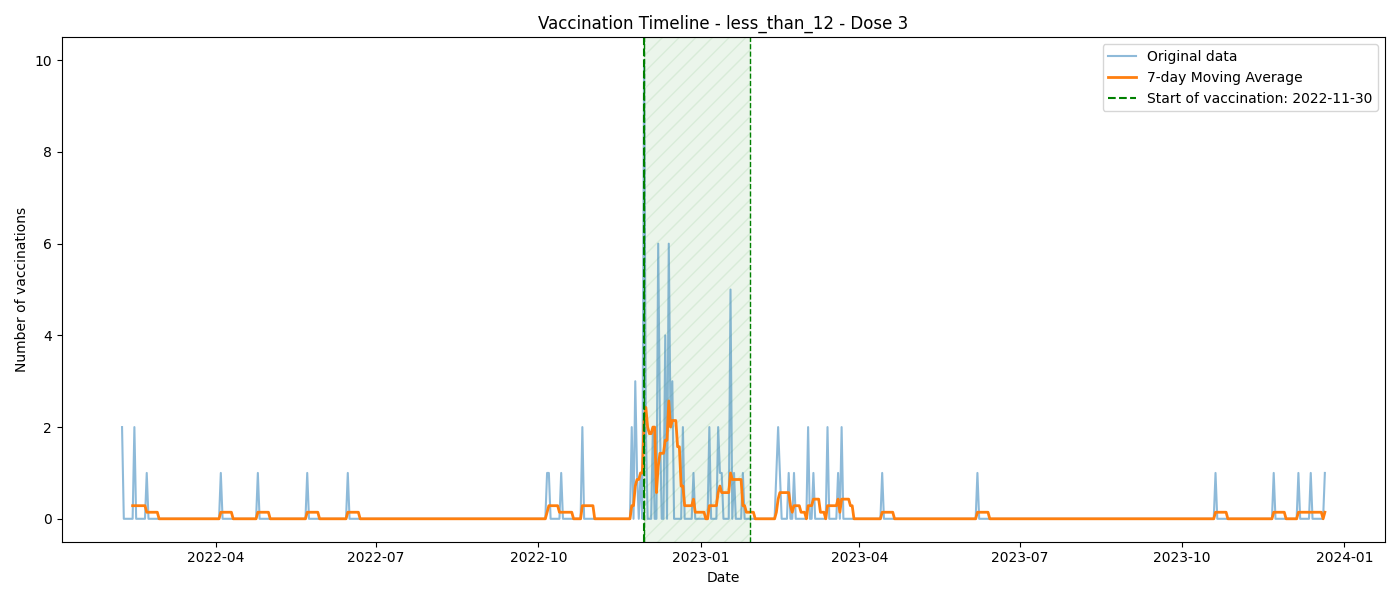 Vaccination Timeline - less_than_12 - Dose 3
Original data
7-day Moving Average
Start of vaccination: 2022-11-30
Number of vaccinations
10
8
6
4
2
0
2022-04
2022-07
2022-10
2023-01
2023-04
2023-07
2023-10
2024-01
Date